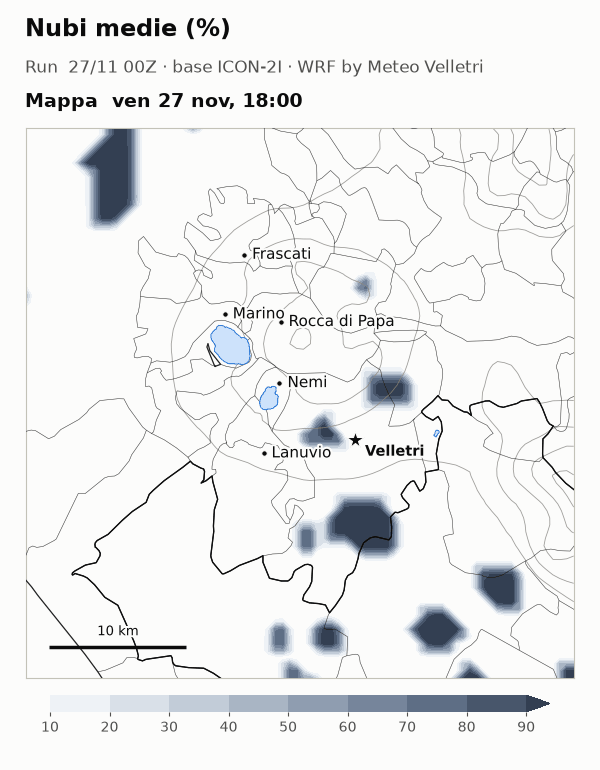 Nubi medie (%)
Run  27/11 00Z · base ICON-2I · WRF by Meteo Velletri
Mappa  ven 27 nov, 18:00
Frascati
Marino
Rocca di Papa
Nemi
Velletri
Lanuvio
10 km
10 20 30 40 50 60 70 80 90